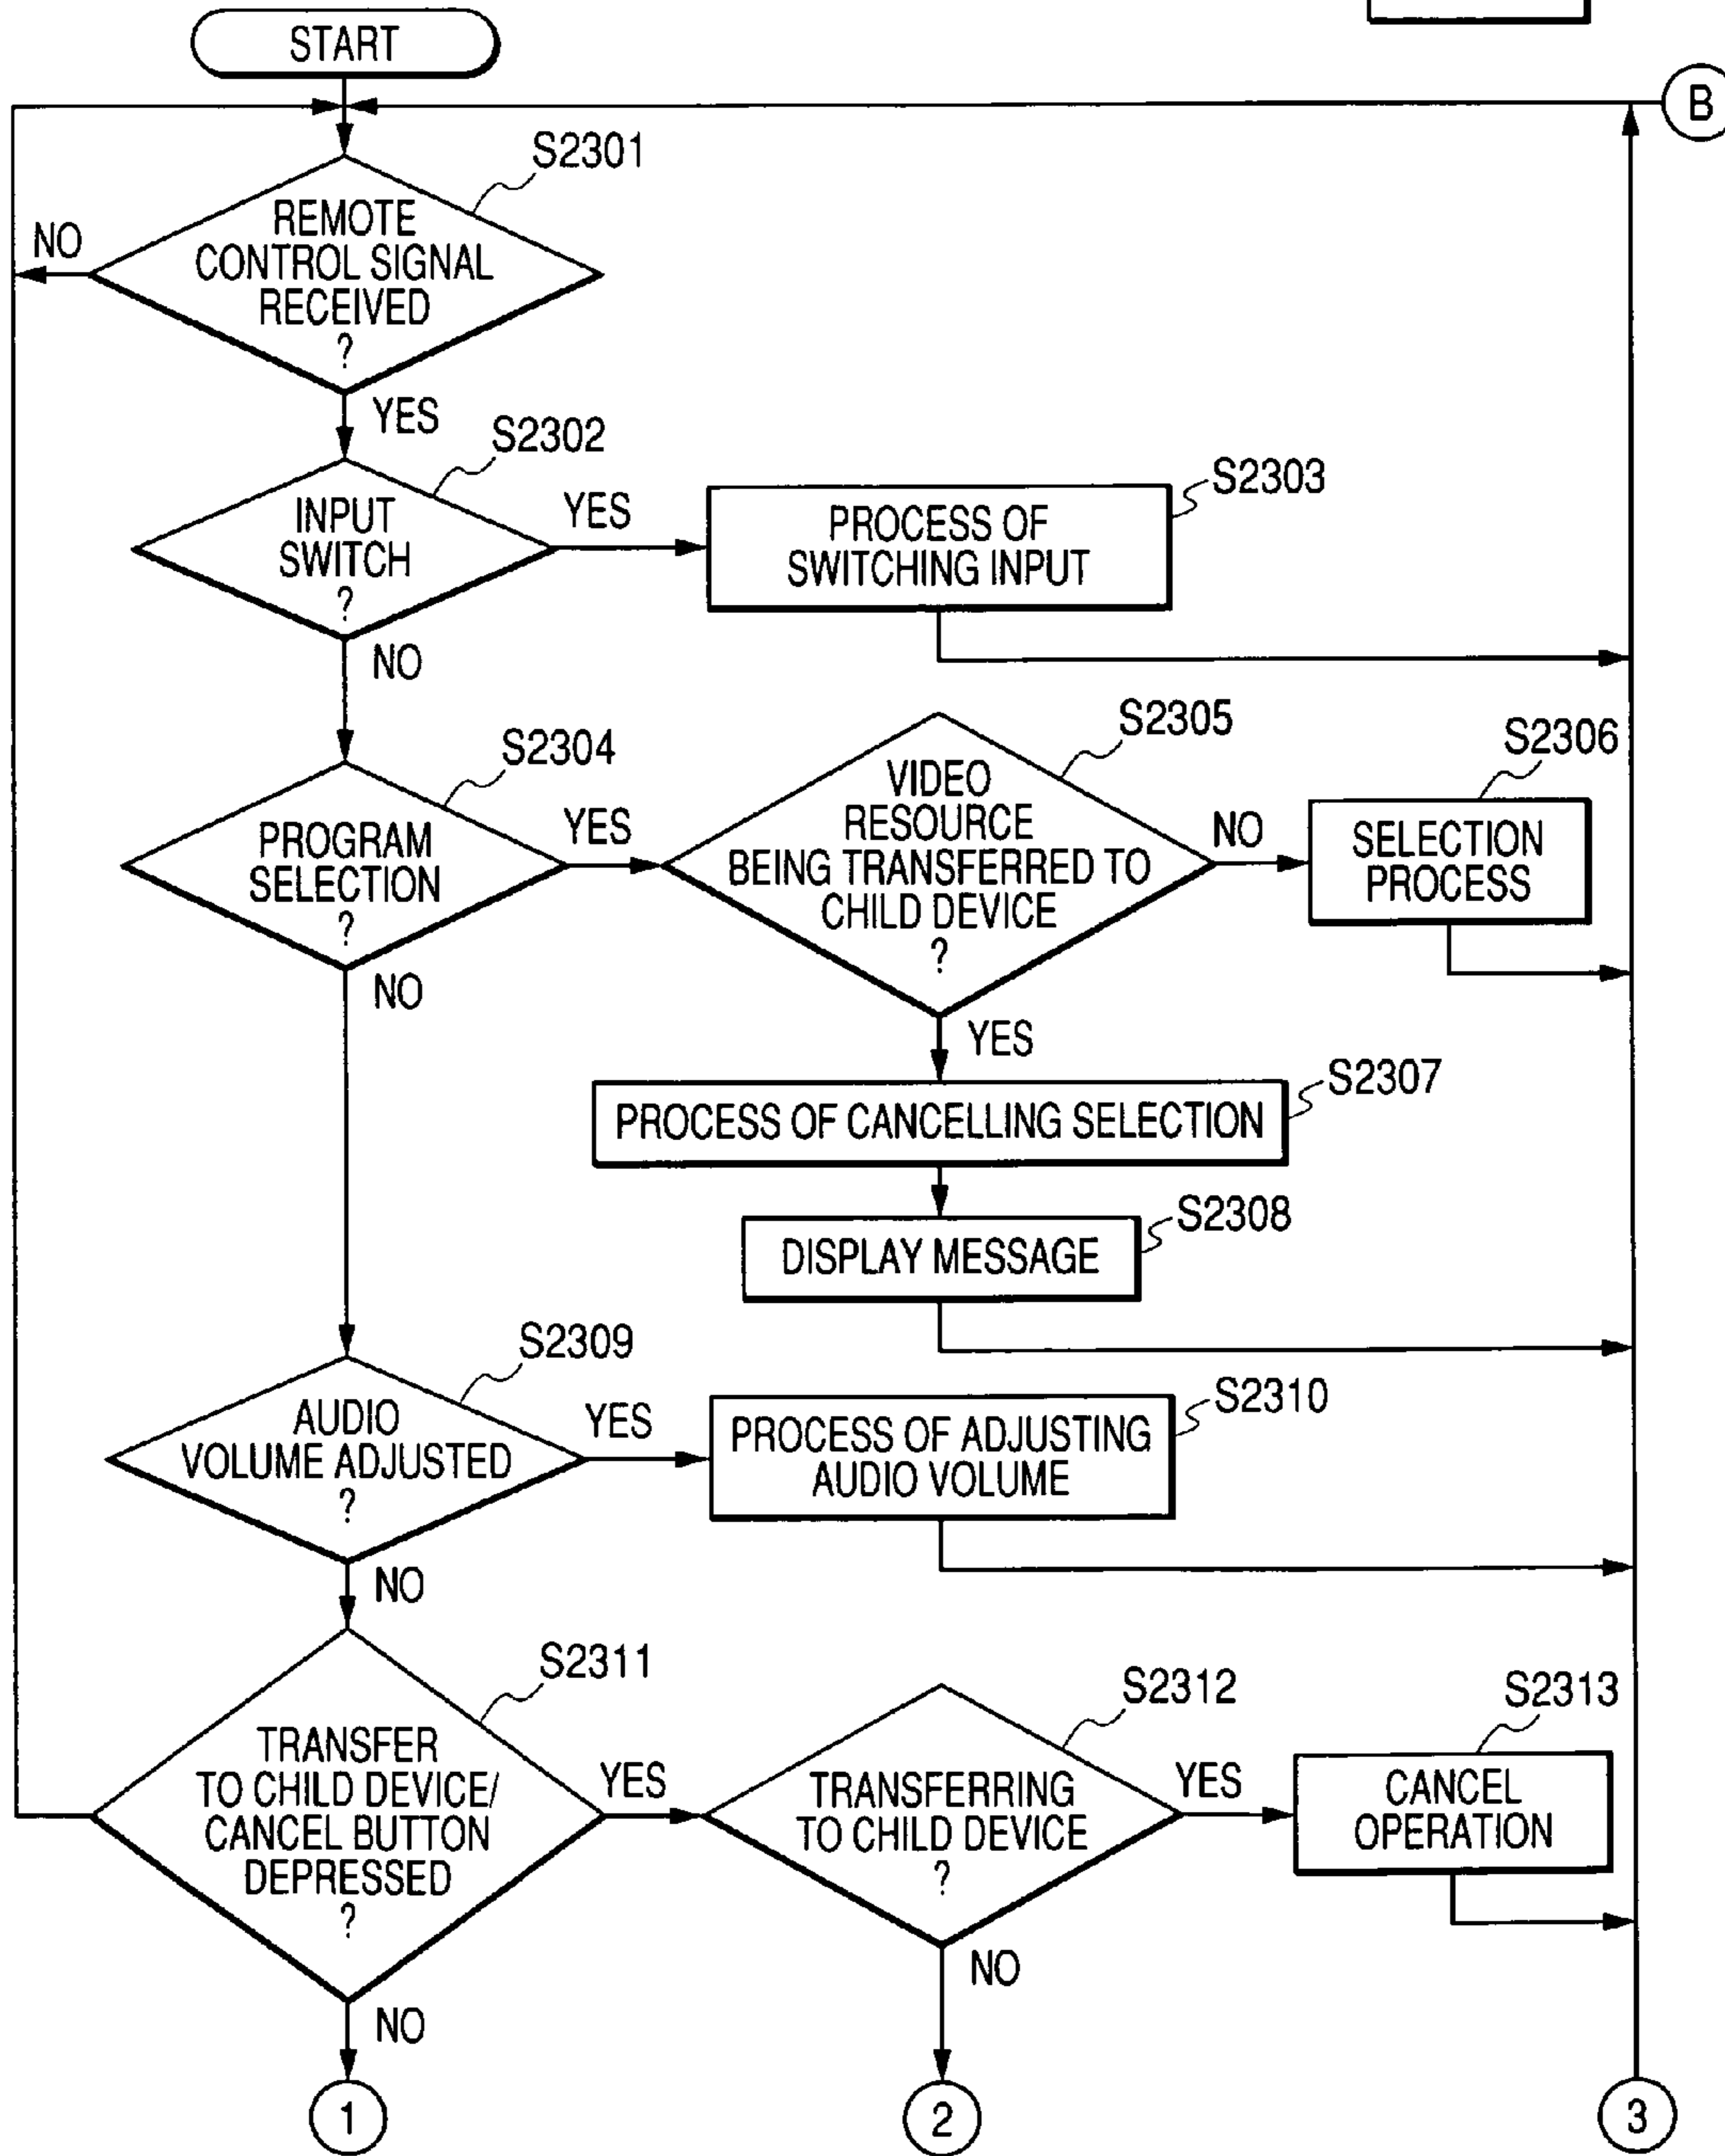 START
B
S2301
REMOTE
CONTROL SIGNAL
RECEIVED
?
NO
YES
S2302
INPUT
SWITCH
?
YES
S2303
PROCESS OF
SWITCHING INPUT
NO
S2304
PROGRAM
SELECTION
?
YES
S2305
VIDEO
RESOURCE
BEING TRANSFERRED TO
CHILD DEVICE
?
NO
S2306
SELECTION
PROCESS
NO
YES
S2307
PROCESS OF CANCELLING SELECTION
S2308
DISPLAY MESSAGE
S2309
AUDIO
VOLUME ADJUSTED
?
YES
S2310
PROCESS OF ADJUSTING
AUDIO VOLUME
NO
S2311
TRANSFER
TO CHILD DEVICE/
CANCEL BUTTON
DEPRESSED
?
YES
S2312
TRANSFERRING
TO CHILD DEVICE
?
YES
S2313
CANCEL
OPERATION
NO
NO
1
2
3